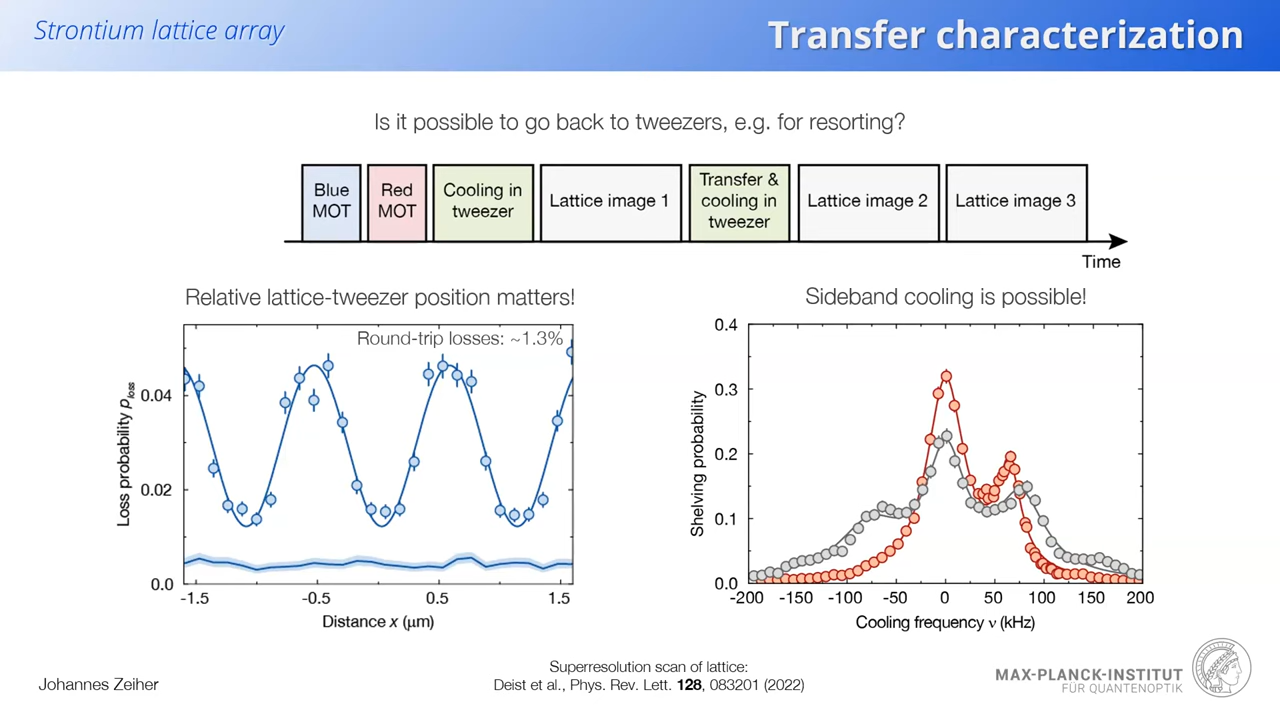 Strontium lattice array
Transfer characterization
Is it possible to go back to tweezers, e.g. for resorting?
Blue
MOT
Red
MOT
Cooling in
tweezer
Lattice image 1
Transfer &
cooling in
tweezer
Lattice image 2
Lattice image 3
Time
Relative lattice-tweezer position matters!
Round-trip losses: ~1.3%
Loss probability ploss
0.04
0.02
0.0
-1.5
-0.5
0.5
1.5
Distance x (μm)
Sideband cooling is possible!
Shelving probability
0.4
0.3
0.2
0.1
0.0
-200
-150
-100
-50
0
50
100
150
200
Cooling frequency ν (kHz)
Johannes Zeiher
Superresolution scan of lattice:
Deist et al., Phys. Rev. Lett. 128, 083201 (2022)
MAX-PLANCK-INSTITUT
FÜR QUANTENOPTIK